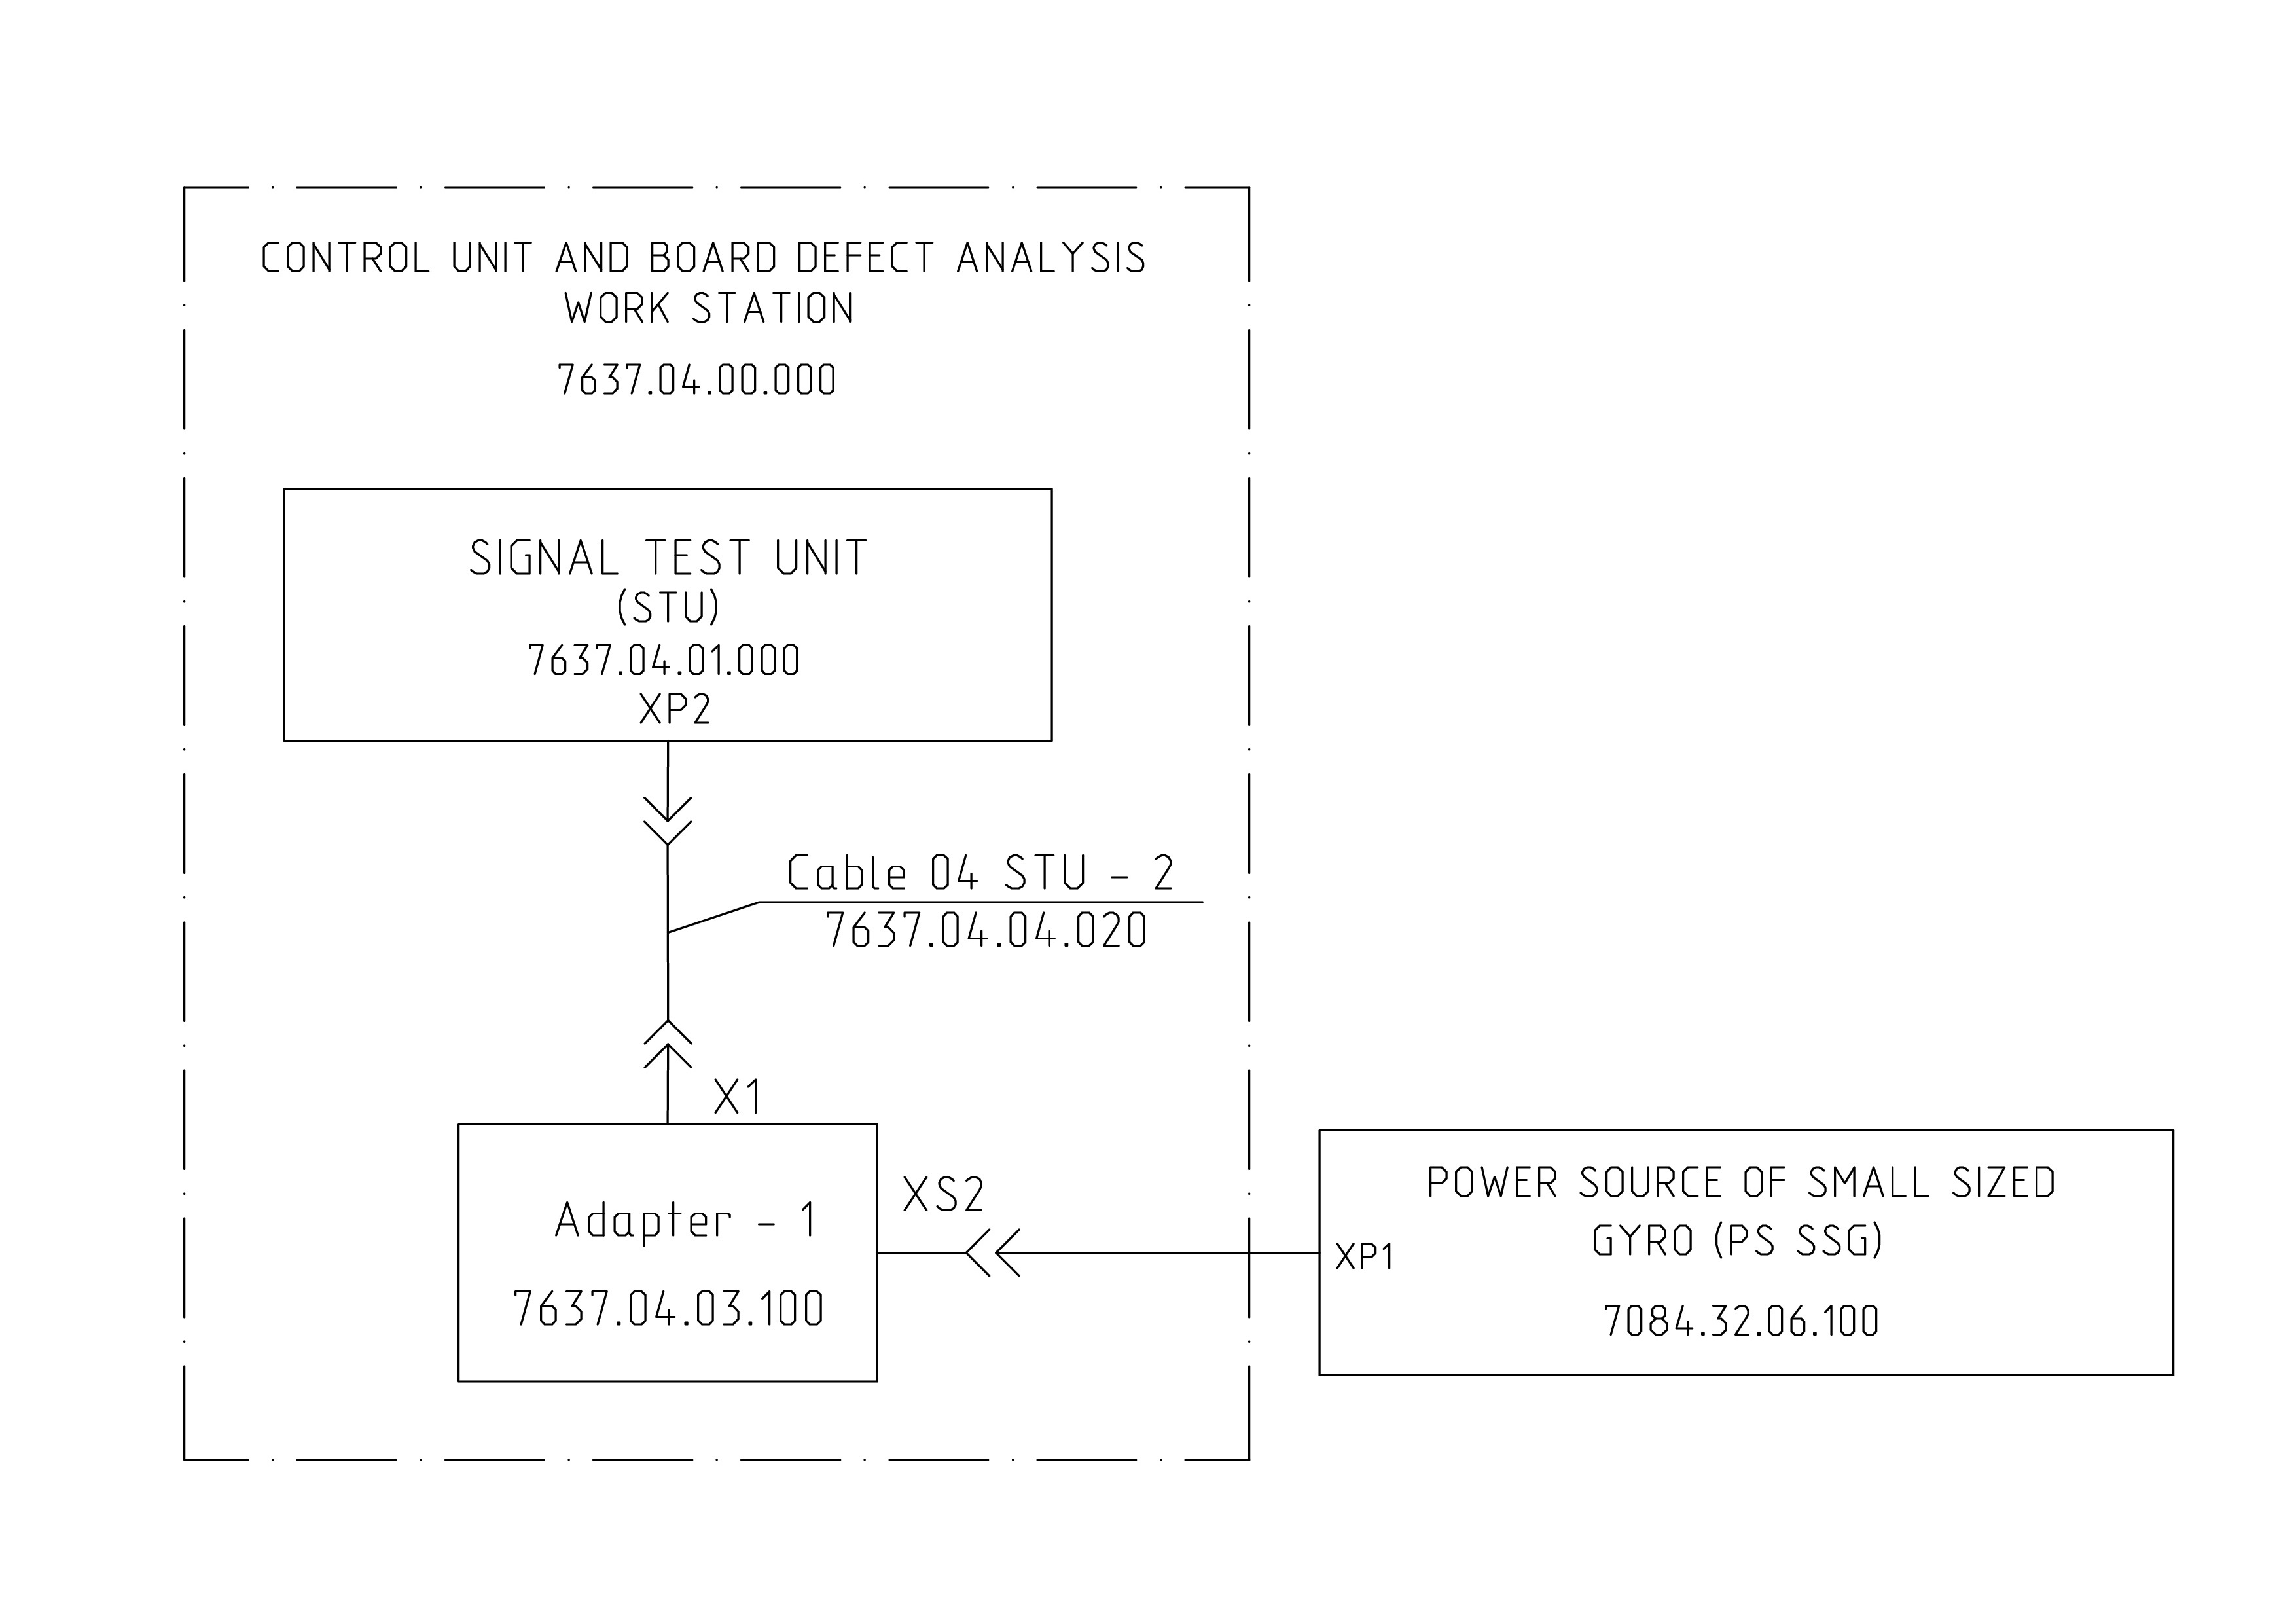 CONTROL UNIT AND BOARD DEFECT ANALYSIS
WORK STATION
7637.04.00.000
SIGNAL TEST UNIT
(STU)
7637.04.01.000
XP2
Cable 04 STU - 2
7637.04.04.020
X1
Adapter - 1
7637.04.03.100
XS2
XP1
POWER SOURCE OF SMALL SIZED
GYRO (PS SSG)
7084.32.06.100